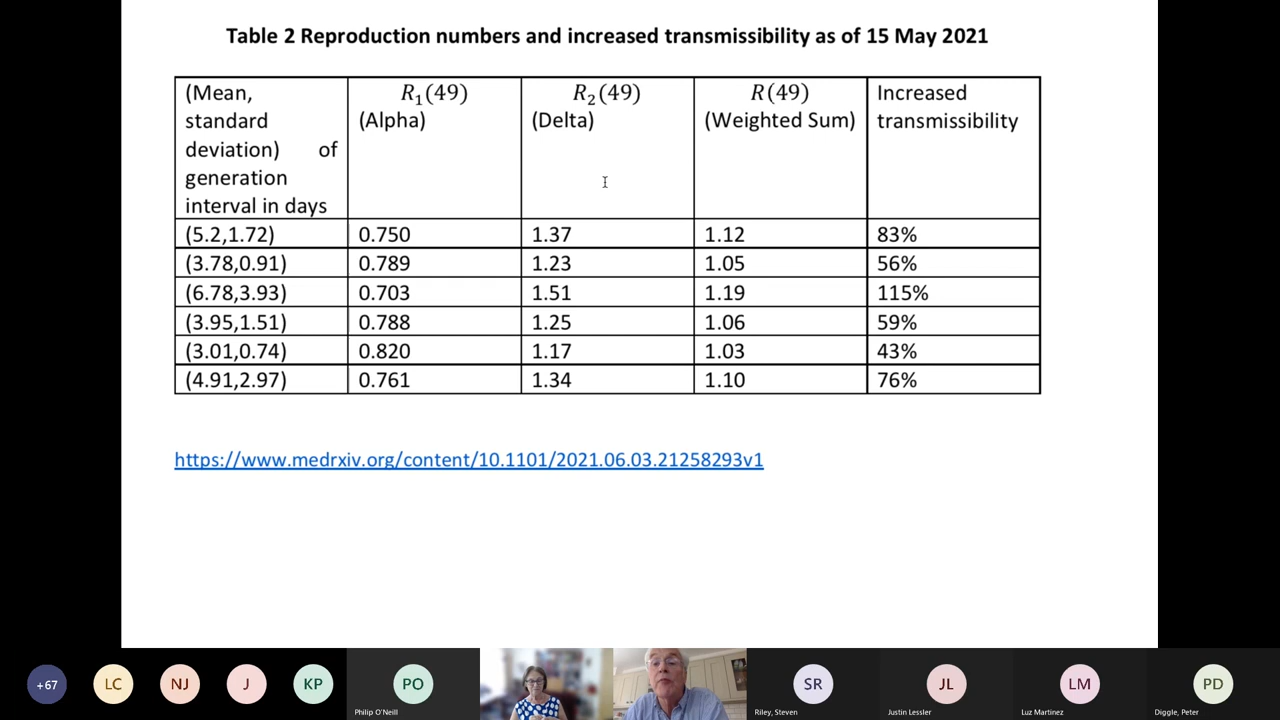 Table 2 Reproduction numbers and increased transmissibility as of 15 May 2021
(Mean, standard deviation) of generation interval in days R₁(49) (Alpha) R₂(49) (Delta) R(49) (Weighted Sum) Increased transmissibility
(5.2,1.72) 0.750 1.37 1.12 83%
(3.78,0.91) 0.789 1.23 1.05 56%
(6.78,3.93) 0.703 1.51 1.19 115%
(3.95,1.51) 0.788 1.25 1.06 59%
(3.01,0.74) 0.820 1.17 1.03 43%
(4.91,2.97) 0.761 1.34 1.10 76%
https://www.medrxiv.org/content/10.1101/2021.06.03.21258293v1
+67 LC NJ J KP PO SR JL LM PD
Philip O'Neill Riley, Steven Justin Lessler Luz Martinez Diggle, Peter